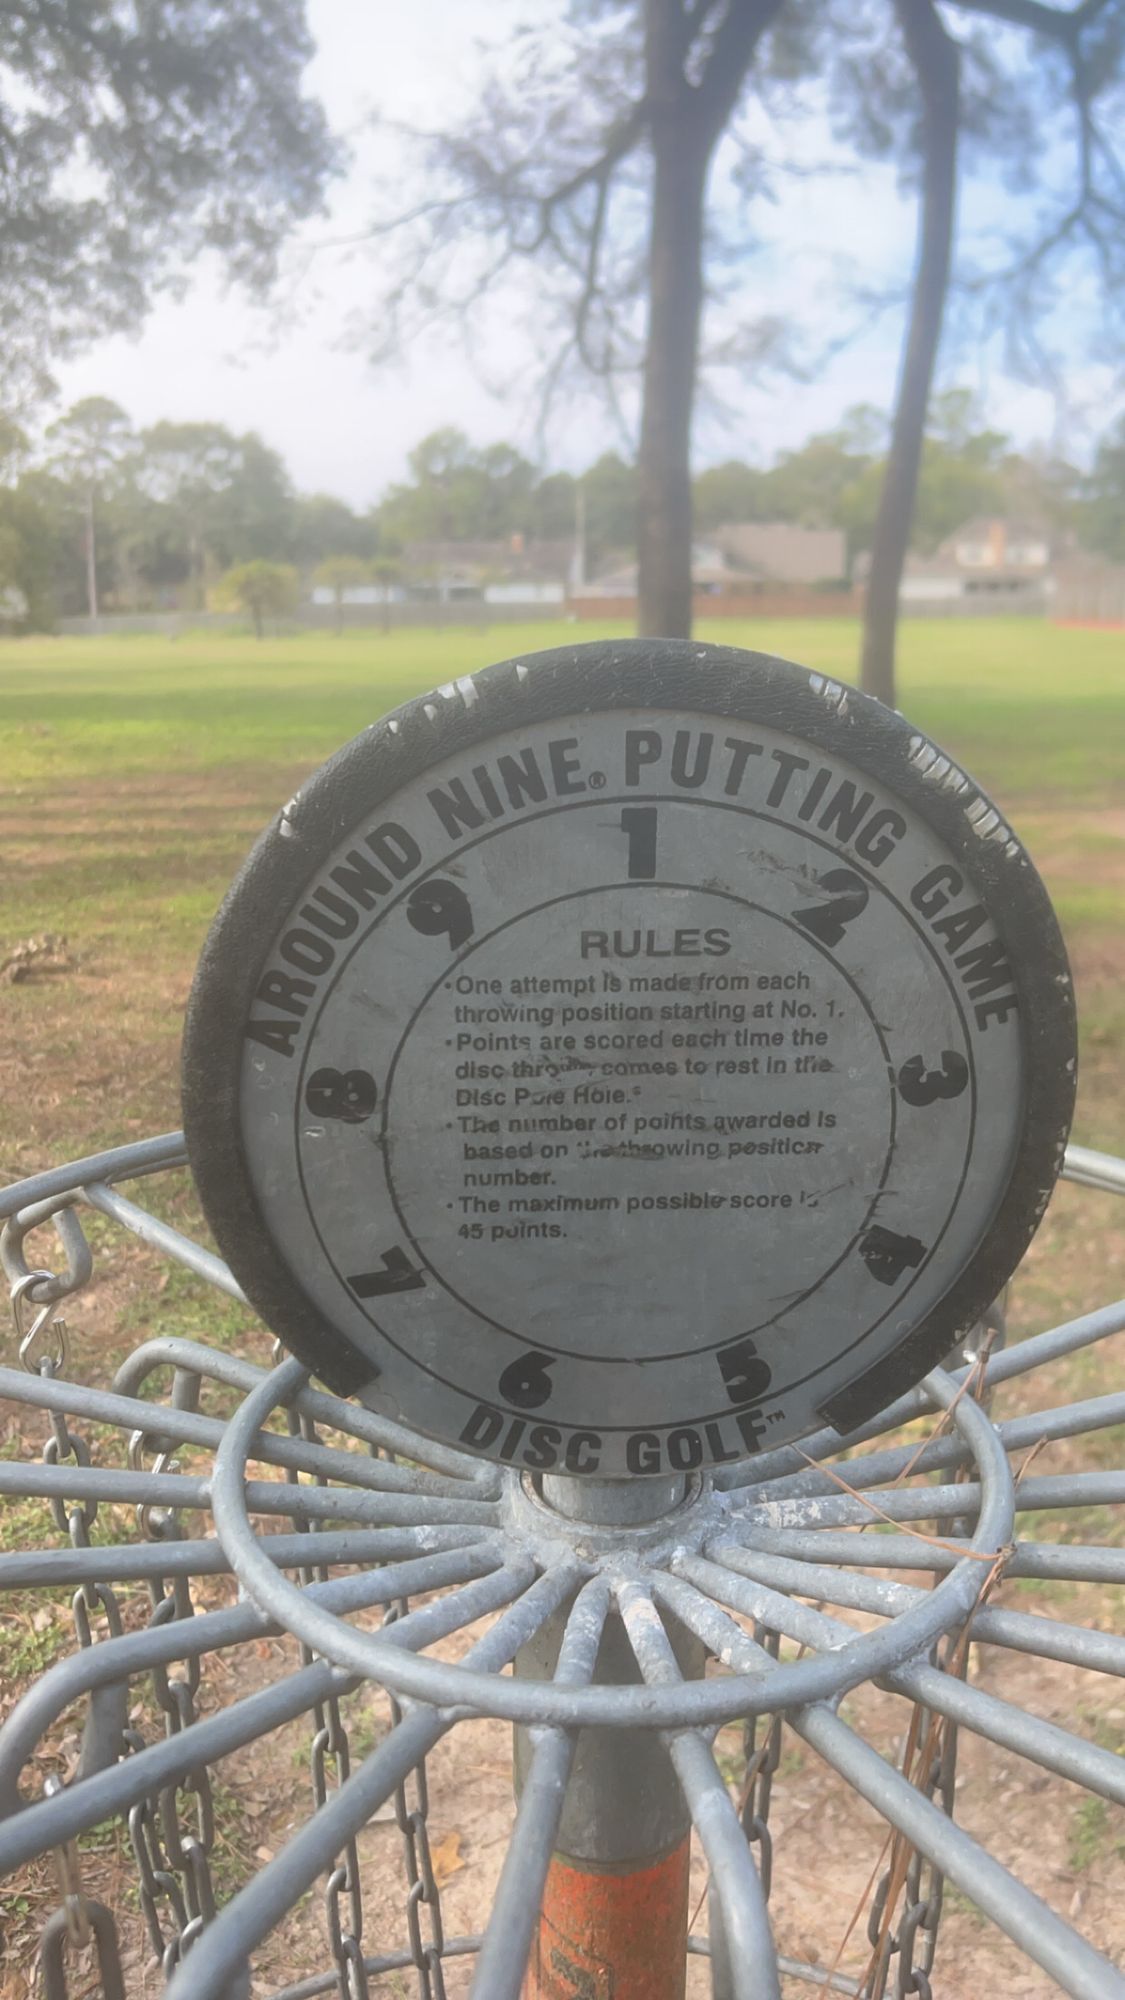 AROUND NINE® PUTTING GAME
1
2
3
4
5
6
7
8
9
RULES
•One attempt is made from each
throwing position starting at No. 1.
•Points are scored each time the
disc thrown comes to rest in the
Disc Pole Hole.®
•The number of points awarded is
based on the throwing position
number.
•The maximum possible score is
45 points.
DISC GOLF™